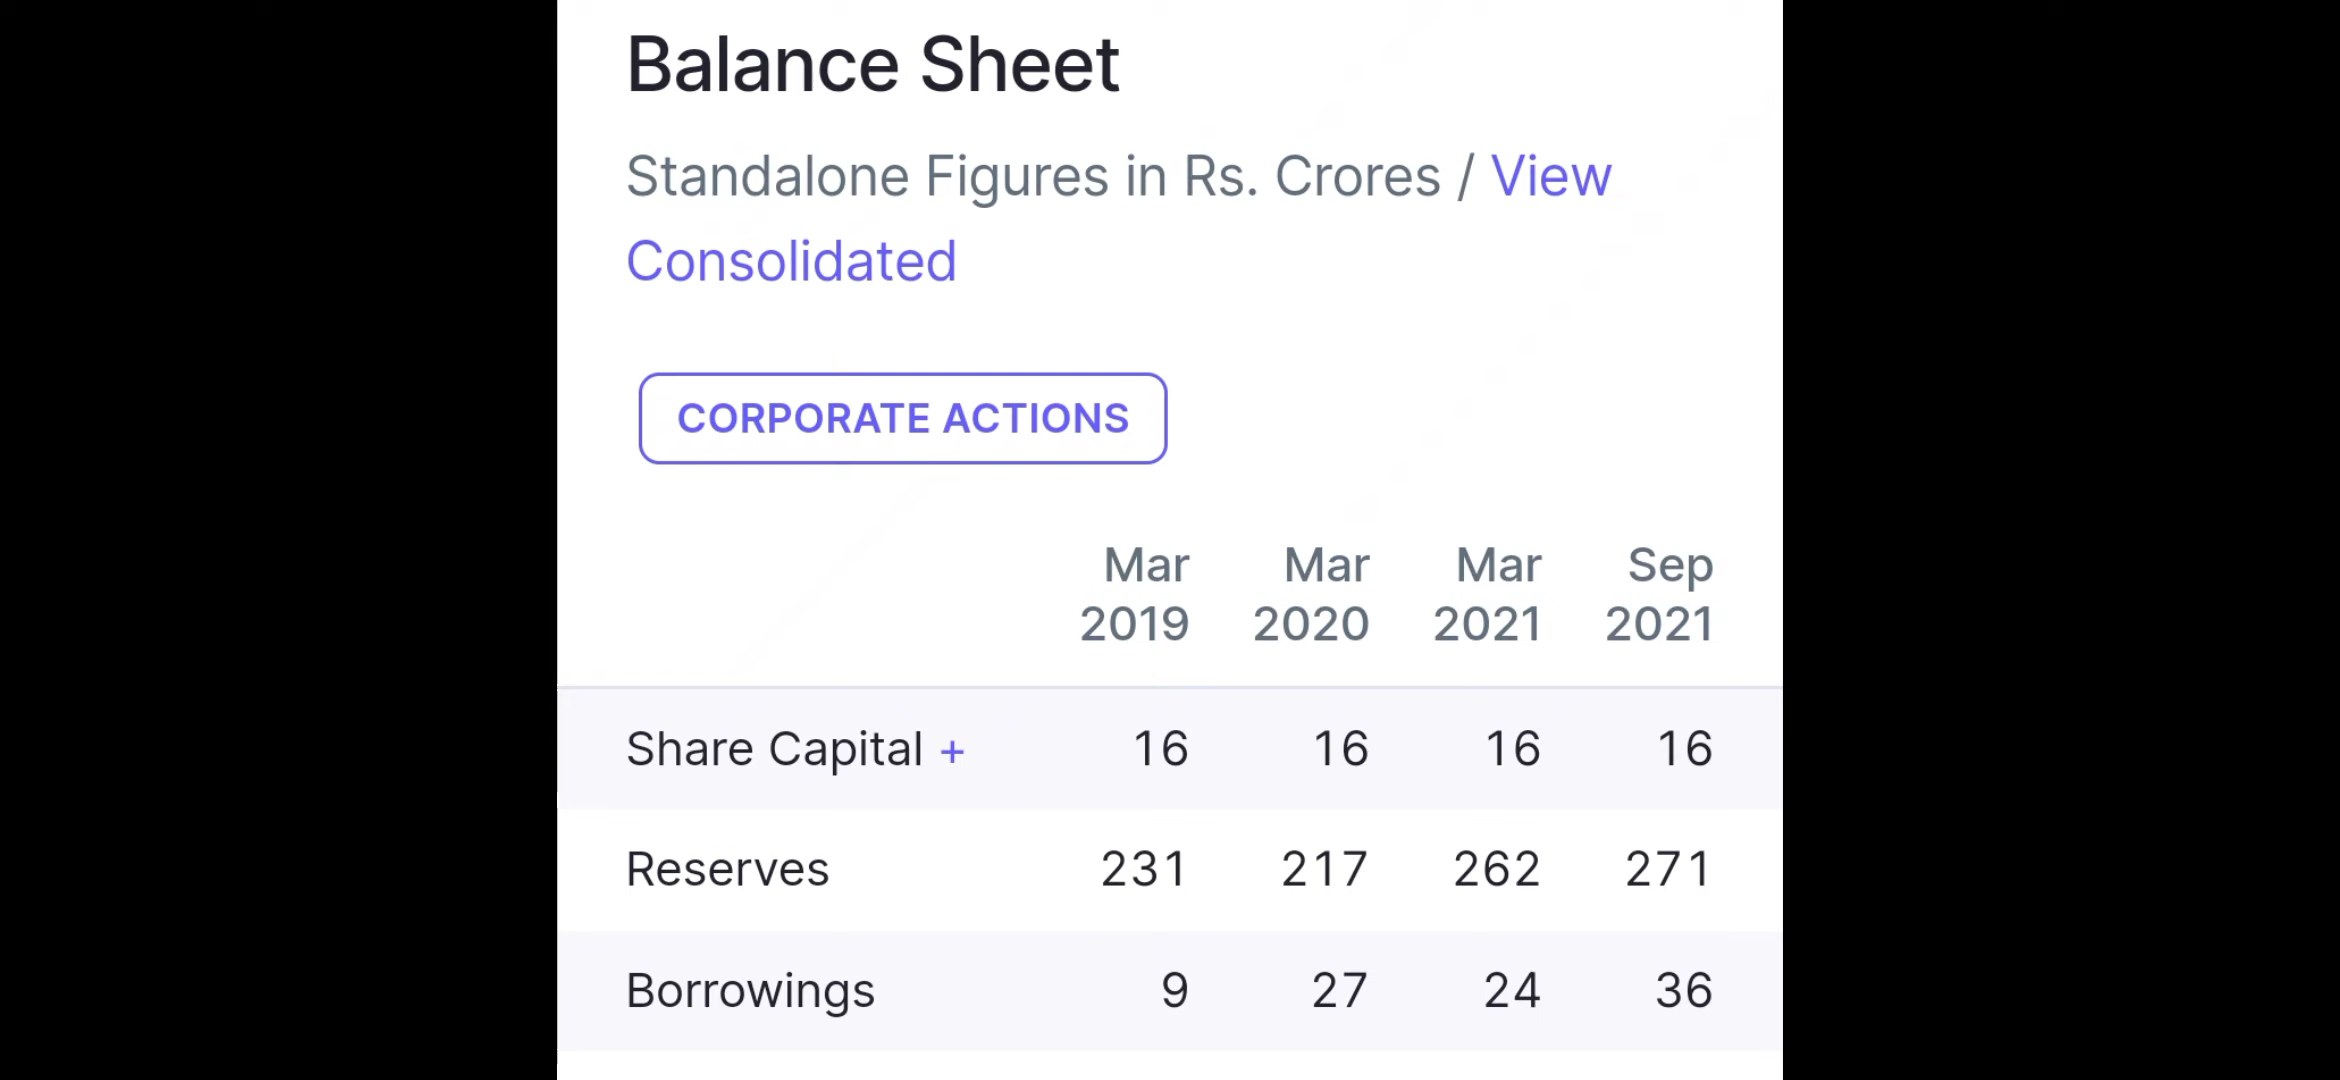 Balance Sheet
Standalone Figures in Rs. Crores / View
Consolidated
CORPORATE ACTIONS
Mar 2019 Mar 2020 Mar 2021 Sep 2021
Share Capital + 16 16 16 16
Reserves 231 217 262 271
Borrowings 9 27 24 36